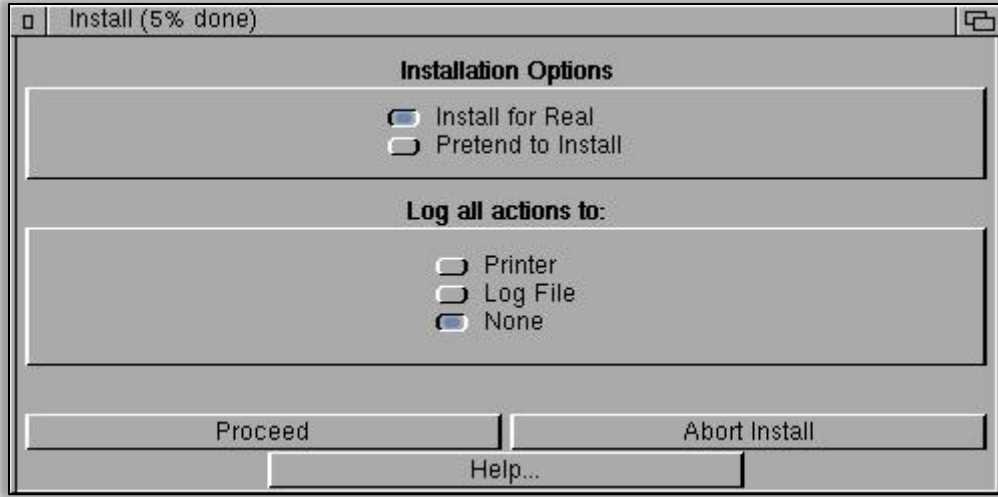 Install (5% done)
Installation Options
Install for Real
Pretend to Install
Log all actions to:
Printer
Log File
None
Proceed
Abort Install
Help...